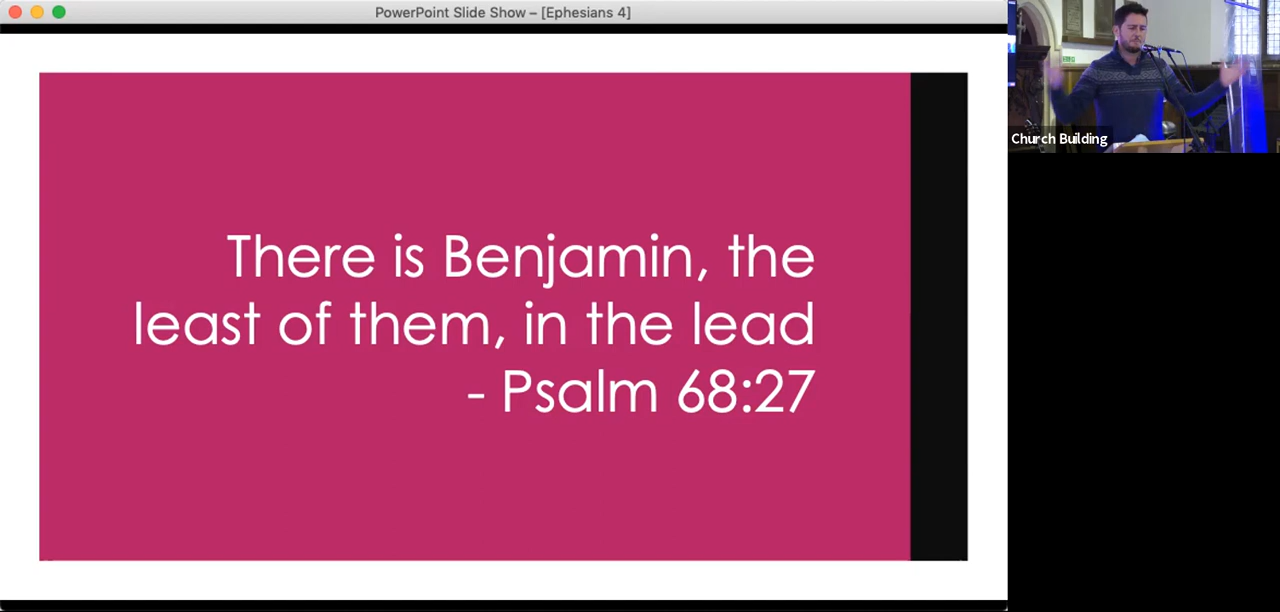 PowerPoint Slide Show – [Ephesians 4]
There is Benjamin, the
least of them, in the lead
- Psalm 68:27
Church Building